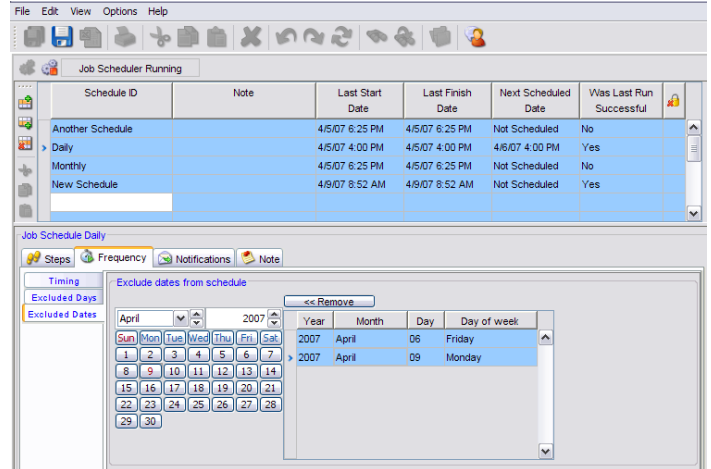 File Edit View Options Help
Job Scheduler Running
Schedule ID Note Last Start Date Last Finish Date Next Scheduled Date Was Last Run Successful
Another Schedule 4/5/07 6:25 PM 4/5/07 6:25 PM Not Scheduled No
Daily 4/5/07 4:00 PM 4/5/07 4:00 PM 4/6/07 4:00 PM Yes
Monthly 4/5/07 6:25 PM 4/5/07 6:25 PM Not Scheduled No
New Schedule 4/9/07 8:52 AM 4/9/07 8:52 AM Not Scheduled Yes
Job Schedule Daily
Steps Frequency Notifications Note
Timing
Excluded Days
Excluded Dates
Exclude dates from schedule
<< Remove
April 2007
Sun Mon Tue Wed Thu Fri Sat
1 2 3 4 5 6 7
8 9 10 11 12 13 14
15 16 17 18 19 20 21
22 23 24 25 26 27 28
29 30
Year Month Day Day of week
2007 April 06 Friday
2007 April 09 Monday